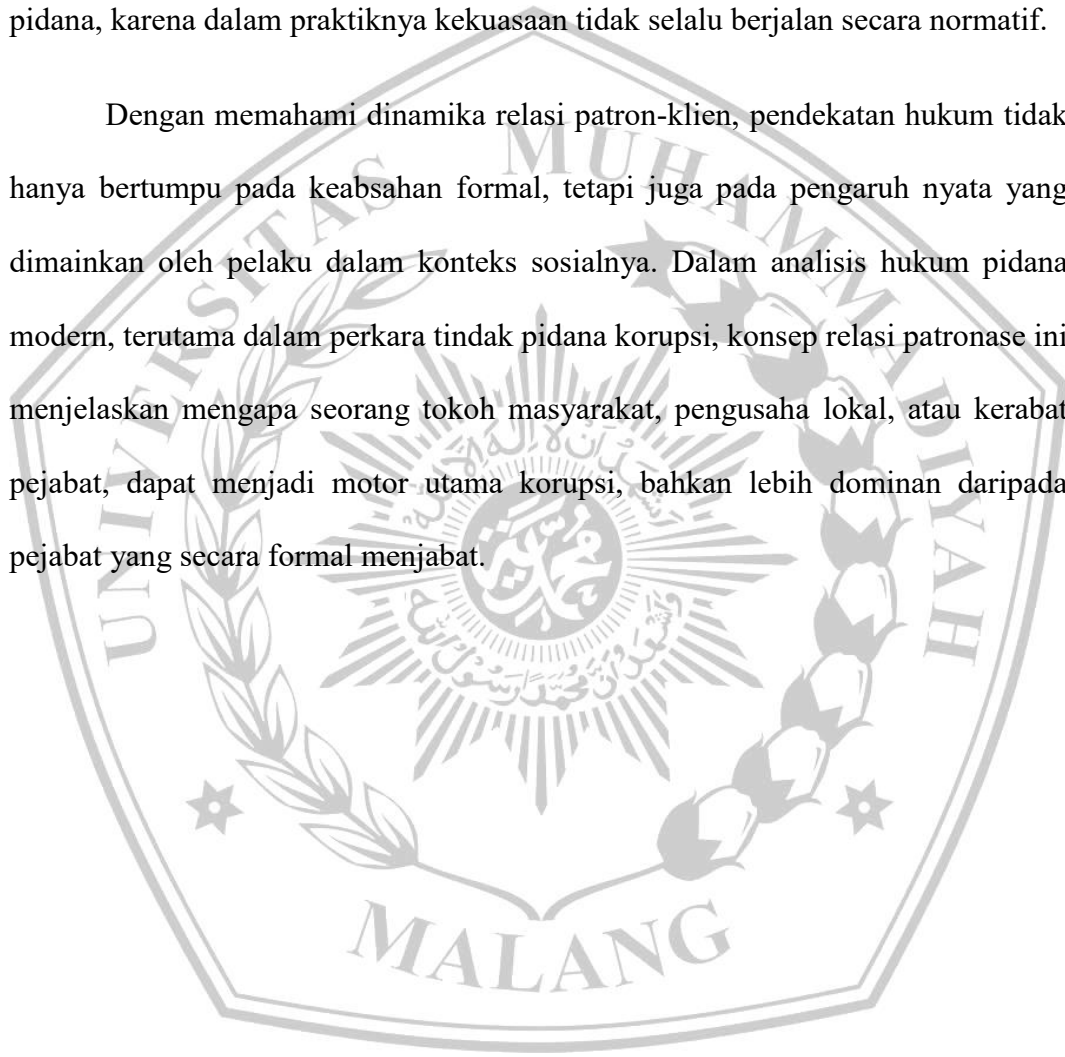 pidana, karena dalam praktiknya kekuasaan tidak selalu berjalan secara normatif.
Dengan memahami dinamika relasi patron-klien, pendekatan hukum tidak
hanya bertumpu pada keabsahan formal, tetapi juga pada pengaruh nyata yang
dimainkan oleh pelaku dalam konteks sosialnya. Dalam analisis hukum pidana
modern, terutama dalam perkara tindak pidana korupsi, konsep relasi patronase ini
menjelaskan mengapa seorang tokoh masyarakat, pengusaha lokal, atau kerabat
pejabat, dapat menjadi motor utama korupsi, bahkan lebih dominan daripada
pejabat yang secara formal menjabat.
UNIVERSITAS MUHAMMADIYAH
MALANG